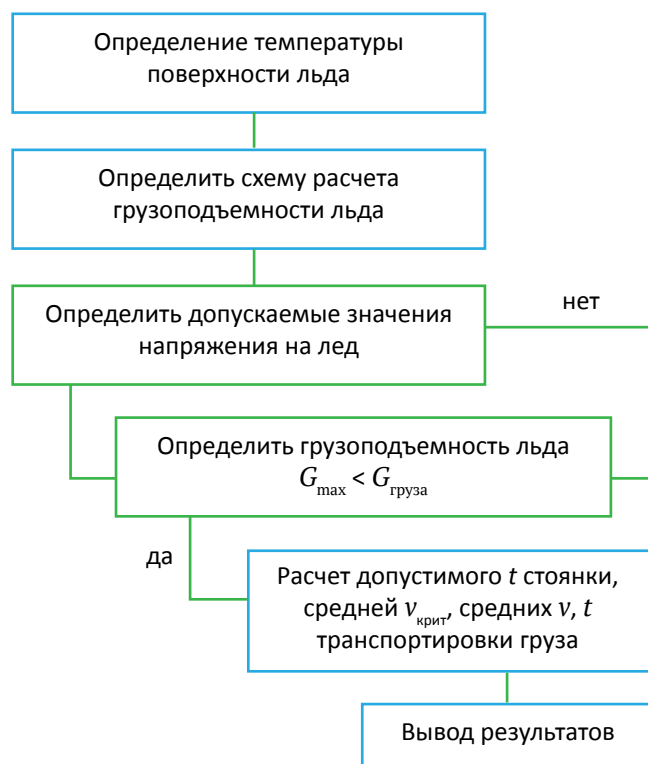 Определение температуры
поверхности льда
Определить схему расчета
грузоподъемности льда
Определить допускаемые значения
напряжения на лед
нет
Определить грузоподъемность льда
G_max < G_груза
да
Расчет допустимого t стоянки,
средней v_крит, средних v, t
транспортировки груза
Вывод результатов